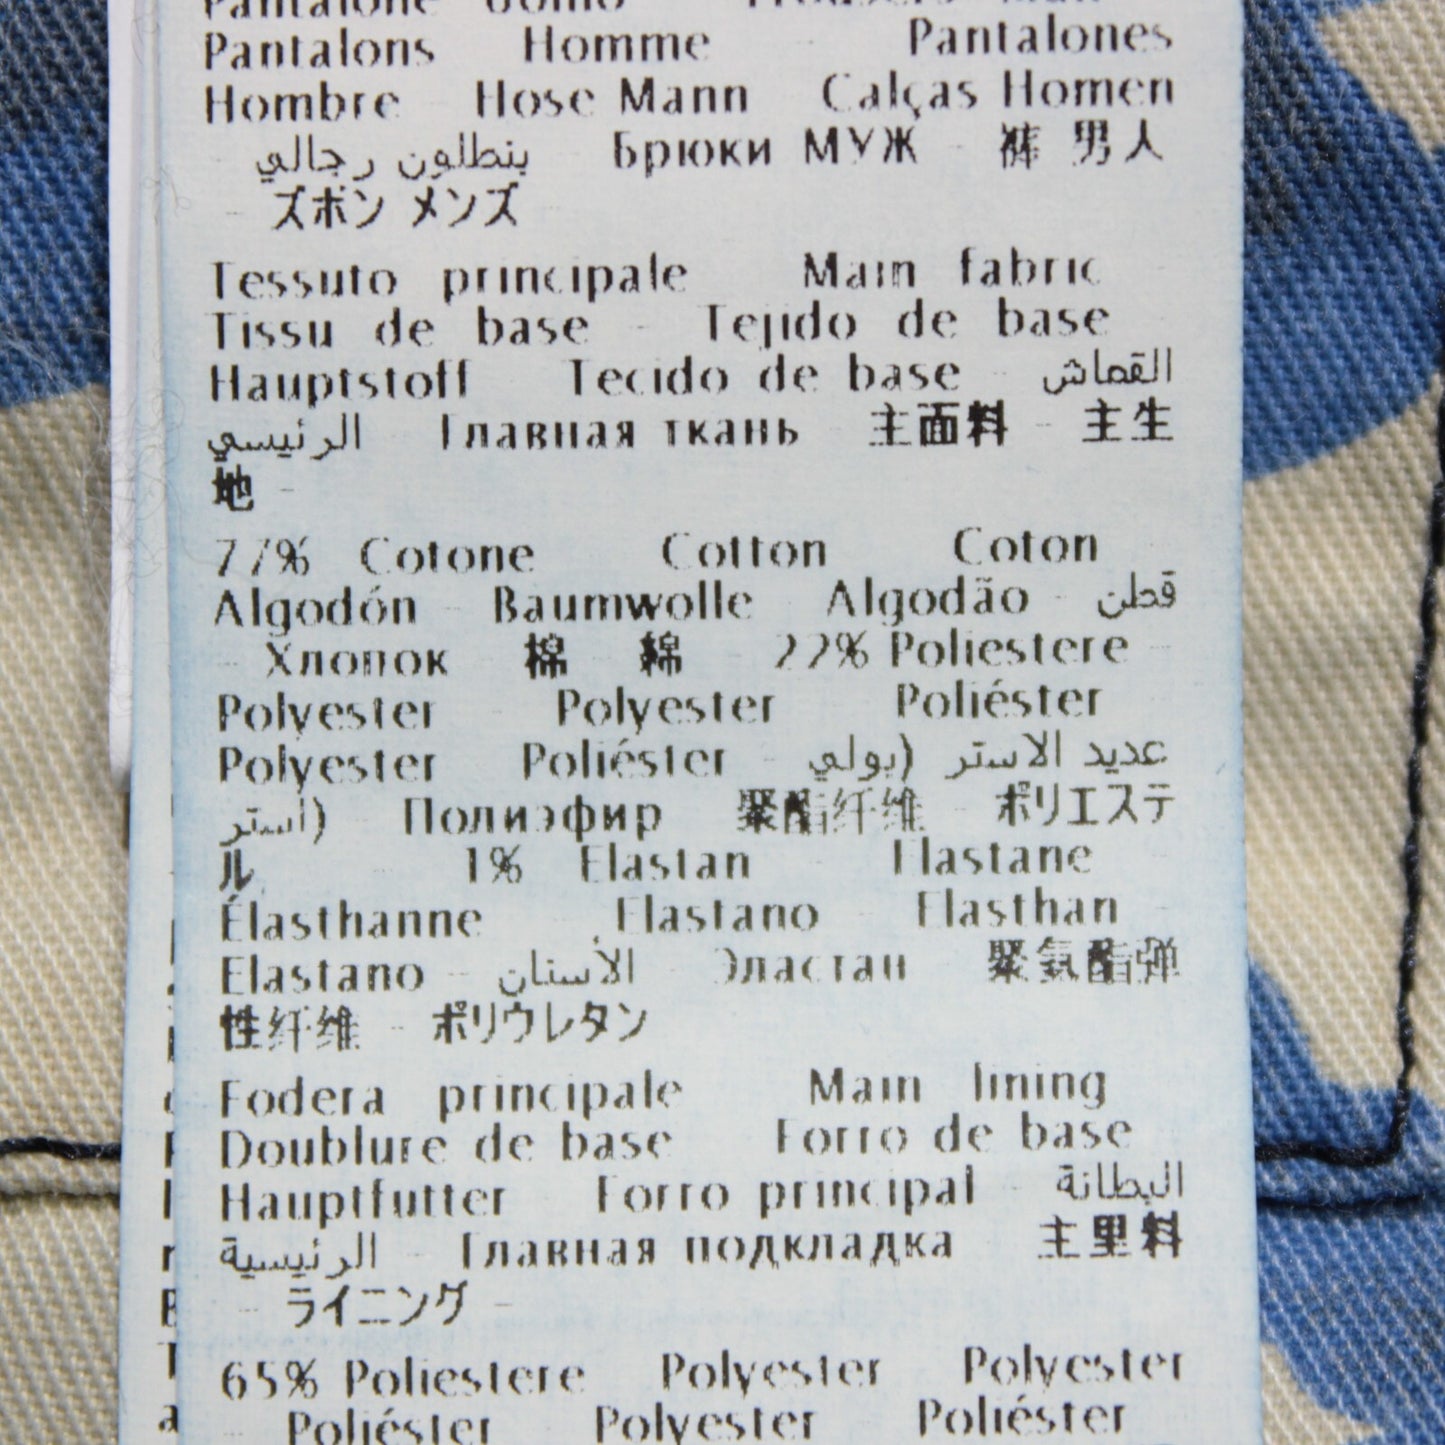 Pantalone Uomo Trousers Man
Pantalons Homme Pantalones
Hombre Hose Mann Calças Homen
بنطلون رجالي Брюки МУЖ - 裤 男人
- ズボン メンズ
Tessuto principale Main fabric
Tissu de base - Tejido de base
Hauptstoff Tecido de base - القماش
الرئيسي Главная ткань 主面料 - 主生
地 -
77% Cotone Cotton Coton
Algodón Baumwolle Algodão - قطن
- Хлопок 棉 綿 22% Poliestere -
Polyester Polyester Poliéster
Polyester Poliéster - عديد الاستر (بولي
استر) Полиэфир 聚酯纤维 - ポリエステ
ル 1% Elastan Elastane
Élasthanne Elastano Elasthan
Elastano - الاستان Эластан 聚氨酯弹
性纤维 - ポリウレタン
Fodera principale Main lining
Doublure de base Forro de base
Hauptfutter Forro principal - البطانة
الرئيسية - Главная подкладка 主里料
- ライニング -
65% Poliestere Polyester Polyester
Poliéster Polyester Poliéster